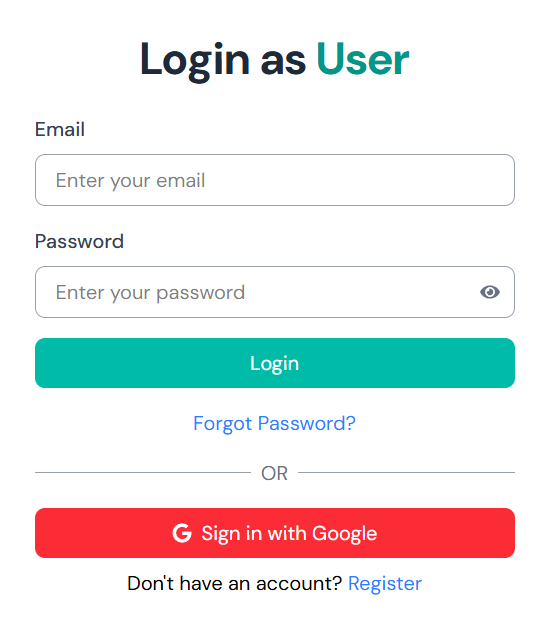 Login as User
Email
Enter your email
Password
Enter your password
Login
Forgot Password?
OR
Sign in with Google
Don't have an account? Register